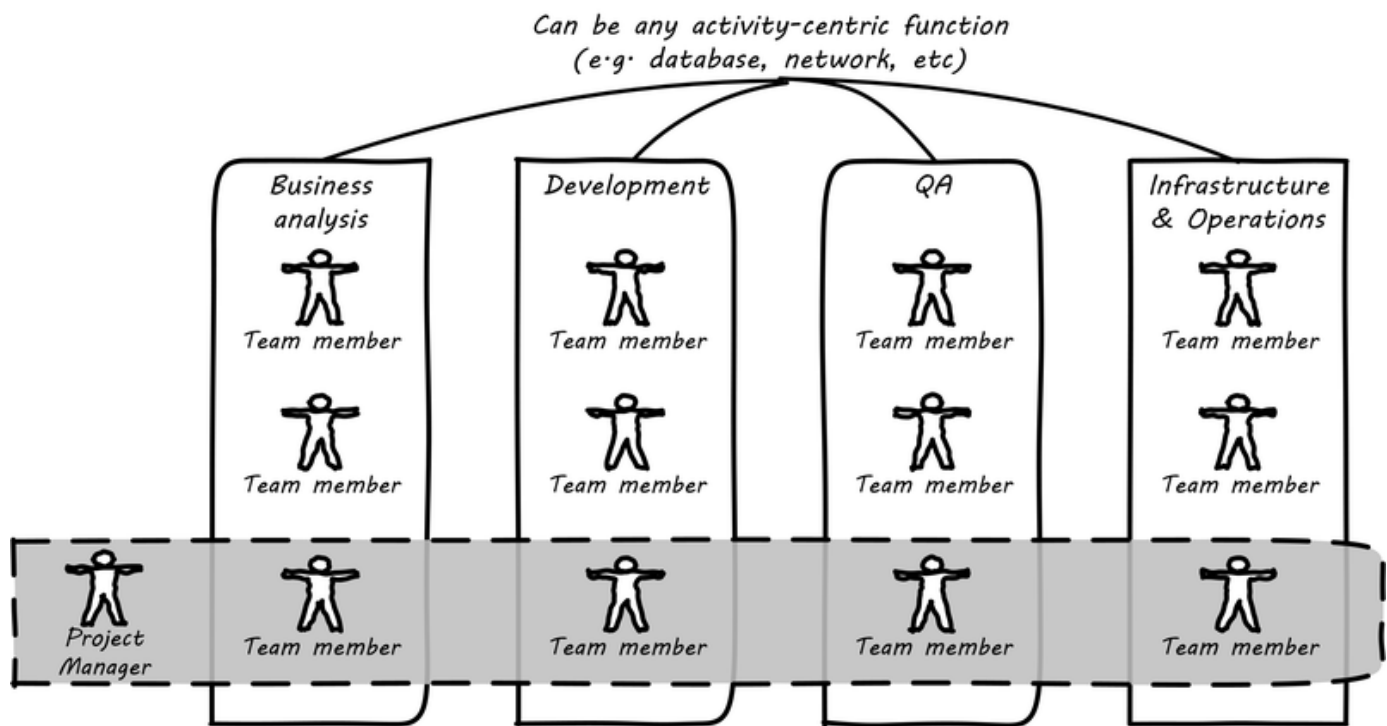 Can be any activity-centric function
(e.g. database, network, etc)
Business
analysis
Development
QA
Infrastructure
& Operations
Team member
Team member
Team member
Team member
Team member
Team member
Team member
Team member
Project
Manager
Team member
Team member
Team member
Team member